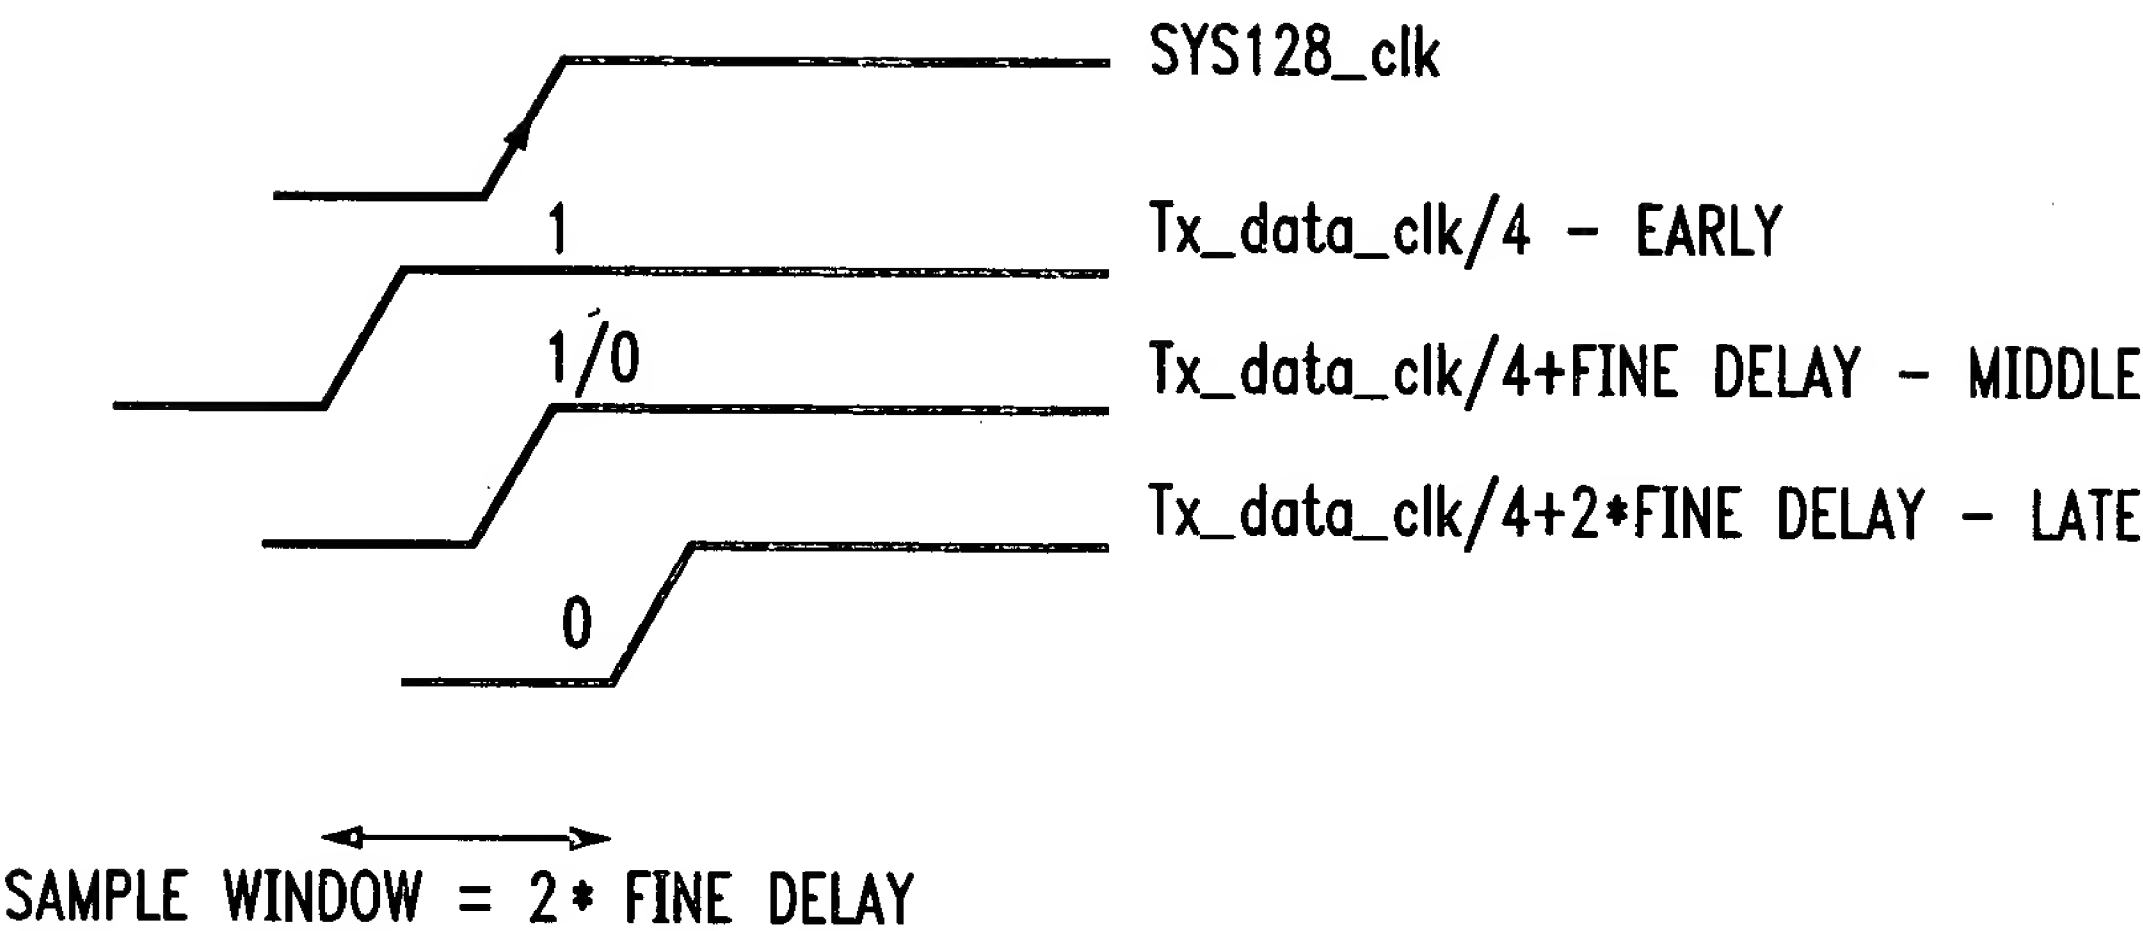 SYS128_clk
1
Tx_data_clk/4 - EARLY
1/0
Tx_data_clk/4+FINE DELAY - MIDDLE
Tx_data_clk/4+2*FINE DELAY - LATE
0
SAMPLE WINDOW = 2* FINE DELAY